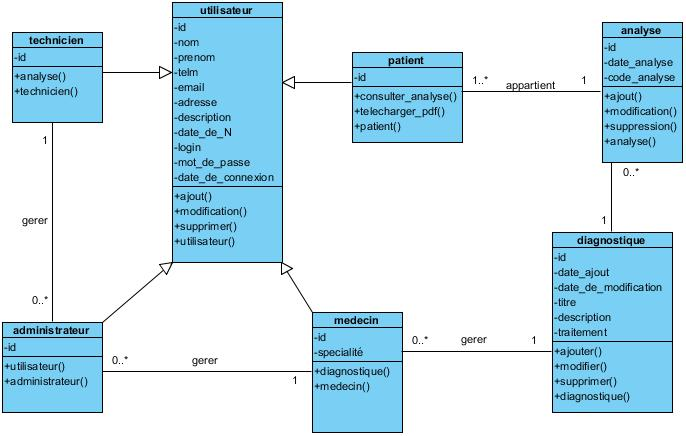 utilisateur
-id
-nom
-prenom
-telm
-email
-adresse
-description
-date_de_N
-login
-mot_de_passe
-date_de_connexion
+ajout()
+modification()
+supprimer()
+utilisateur()
technicien
-id
+analyse()
+technicien()
patient
-id
+consulter_analyse()
+telecharger_pdf()
+patient()
1..*
appartient
1
analyse
-id
-date_analyse
-code_analyse
+ajout()
+modification()
+suppression()
+analyse()
1
gerer
0..*
0..*
1
administrateur
-id
+utilisateur()
+administrateur()
0..*
gerer
1
medecin
-id
-specialité
+diagnostique()
+medecin()
0..*
gerer
1
diagnostique
-id
-date_ajout
-date_de_modification
-titre
-description
-traitement
+ajouter()
+modifier()
+supprimer()
+diagnostique()